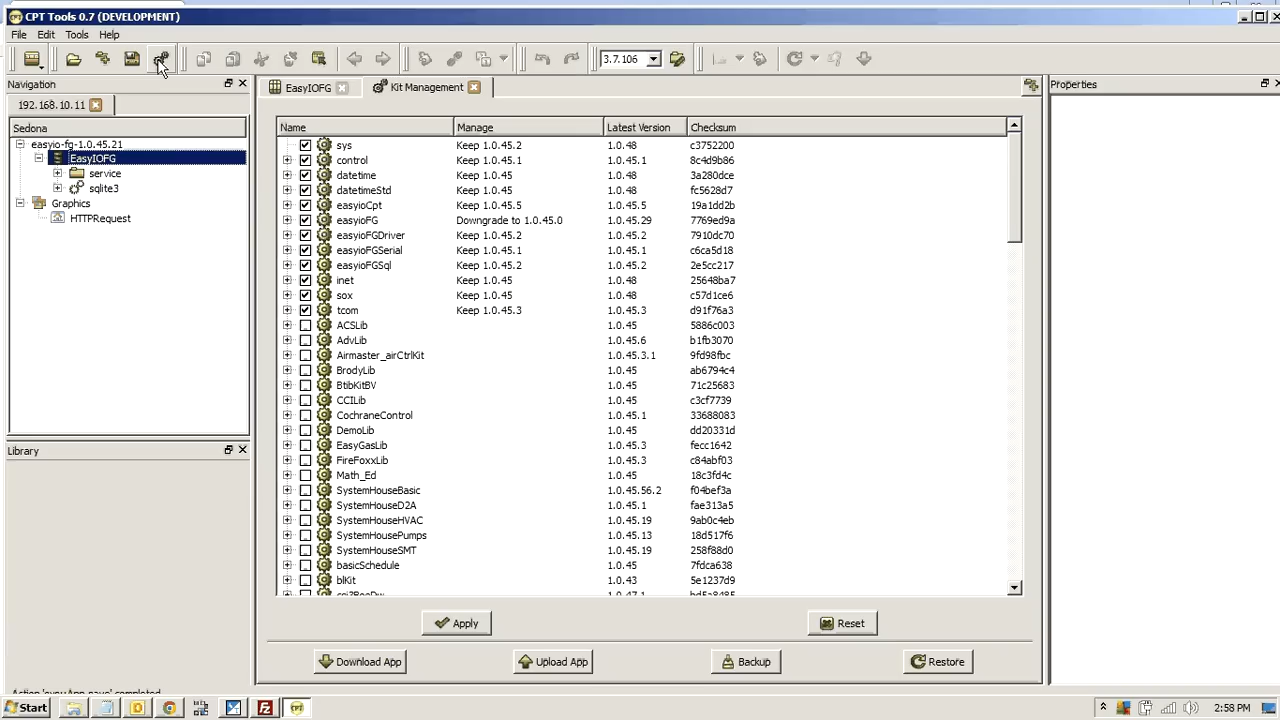 CPT Tools 0.7 (DEVELOPMENT)
File Edit Tools Help
3.7.106
Navigation
192.168.10.11
Sedona
easyio-fg-1.0.45.21
EasyIOFG
service
sqlite3
Graphics
HTTPRequest
Library
EasyIOFG Kit Management
Name Manage Latest Version Checksum
sys Keep 1.0.45.2 1.0.48 c3752200
control Keep 1.0.45.1 1.0.45.1 8c4d9b86
datetime Keep 1.0.45 1.0.48 3a280dce
datetimeStd Keep 1.0.45 1.0.48 fc5628d7
easyioCpt Keep 1.0.45.5 1.0.45.5 19a1dd2b
easyioFG Downgrade to 1.0.45.0 1.0.45.29 7769ed9a
easyioFGDriver Keep 1.0.45.2 1.0.45.2 7910dc70
easyioFGSerial Keep 1.0.45.1 1.0.45.1 c6ca5d18
easyioFGSql Keep 1.0.45.2 1.0.45.2 2e5cc217
inet Keep 1.0.45 1.0.48 25648ba7
sox Keep 1.0.45 1.0.48 c57d1ce6
tcom Keep 1.0.45.3 1.0.45.3 d91f76a3
ACSLib 1.0.45 5886c003
AdvLib 1.0.45.6 b1fb3070
Airmaster_airCtrlKit 1.0.45.3.1 9fd98fbc
BrodyLib 1.0.45 ab6794c4
BtibKitBV 1.0.45 71c25683
CCILib 1.0.45 c3cf7739
CochraneControl 1.0.45.1 33688083
DemoLib 1.0.45 dd20331d
EasyGasLib 1.0.45.3 fecc1642
FireFoxxLib 1.0.45.3 c84abf03
Math_Ed 1.0.45 18c3fd4c
SystemHouseBasic 1.0.45.56.2 f04bef3a
SystemHouseD2A 1.0.45.1 fae313a5
SystemHouseHVAC 1.0.45.19 9ab0c4eb
SystemHousePumps 1.0.45.13 18d517f6
SystemHouseSMT 1.0.45.19 258f88d0
basicSchedule 1.0.45 7fdca638
blKit 1.0.43 5e1237d9
1.0.47.1
Apply Reset
Download App Upload App Backup Restore
Properties
Start
2:58 PM